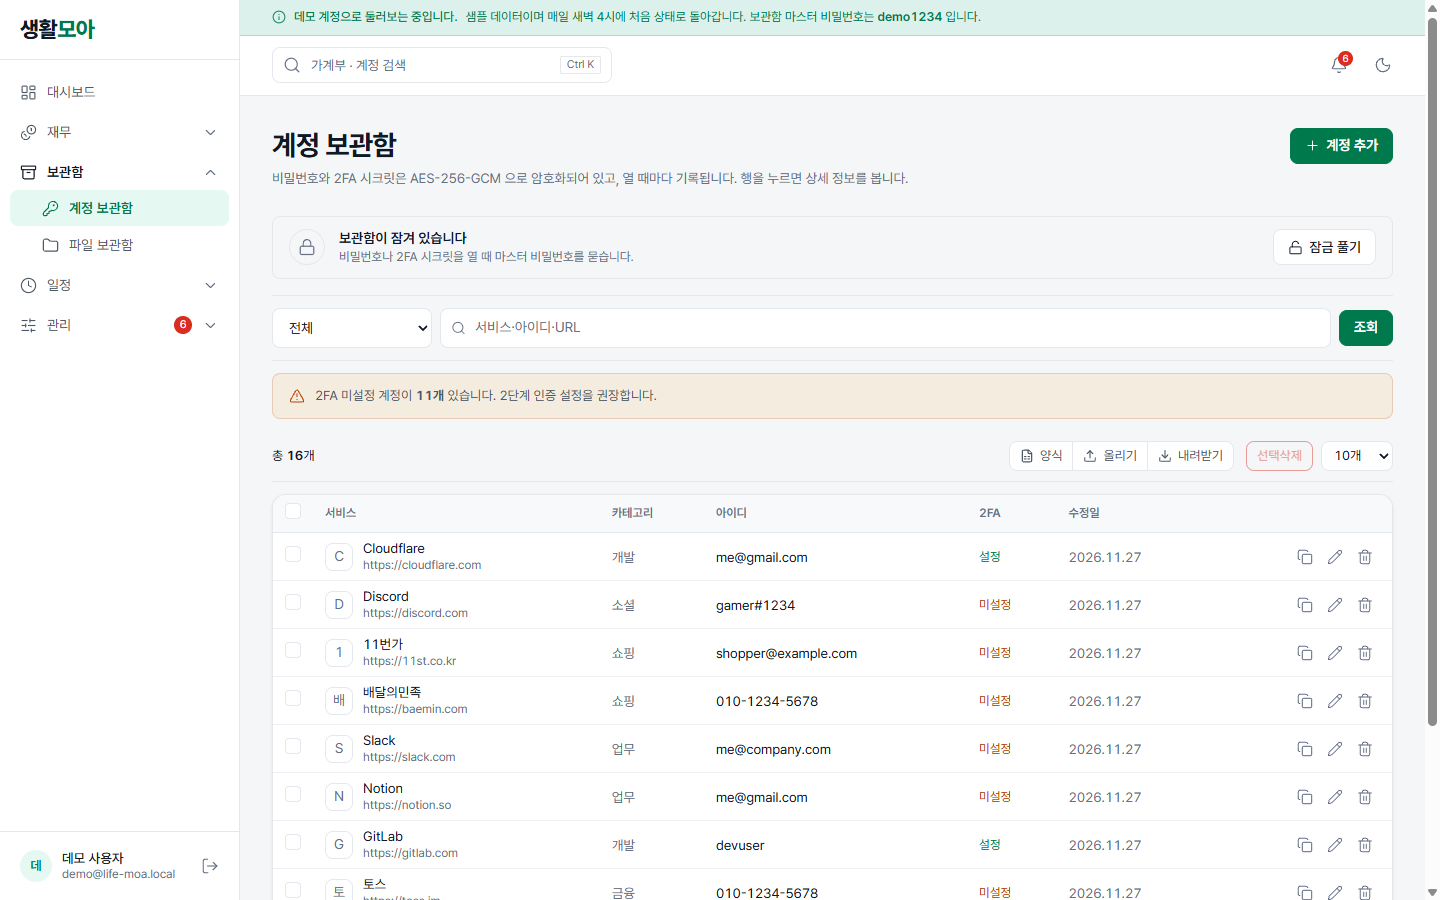 생활모아
데모 계정으로 둘러보는 중입니다. 샘플 데이터이며 매일 새벽 4시에 처음 상태로 돌아갑니다. 보관함 마스터 비밀번호는 demo1234 입니다.
가계부 · 계정 검색
Ctrl K
6
대시보드
재무
보관함
계정 보관함
파일 보관함
일정
관리
6
계정 보관함
계정 추가
비밀번호와 2FA 시크릿은 AES-256-GCM 으로 암호화되어 있고, 열 때마다 기록됩니다. 행을 누르면 상세 정보를 봅니다.
보관함이 잠겨 있습니다
비밀번호나 2FA 시크릿을 열 때 마스터 비밀번호를 묻습니다.
잠금 풀기
전체
서비스·아이디·URL
조회
2FA 미설정 계정이 11개 있습니다. 2단계 인증 설정을 권장합니다.
총 16개
양식
올리기
내려받기
선택삭제
10개
서비스 카테고리 아이디 2FA 수정일
C Cloudflare 개발 me@gmail.com 설정 2026.11.27
https://cloudflare.com
D Discord 소셜 gamer#1234 미설정 2026.11.27
https://discord.com
1 11번가 쇼핑 shopper@example.com 미설정 2026.11.27
https://11st.co.kr
배 배달의민족 쇼핑 010-1234-5678 미설정 2026.11.27
https://baemin.com
S Slack 업무 me@company.com 미설정 2026.11.27
https://slack.com
N Notion 업무 me@gmail.com 미설정 2026.11.27
https://notion.so
G GitLab 개발 devuser 설정 2026.11.27
https://gitlab.com
토 토스 금융 010-1234-5678 미설정 2026.11.27
데 데모 사용자
demo@life-moa.local